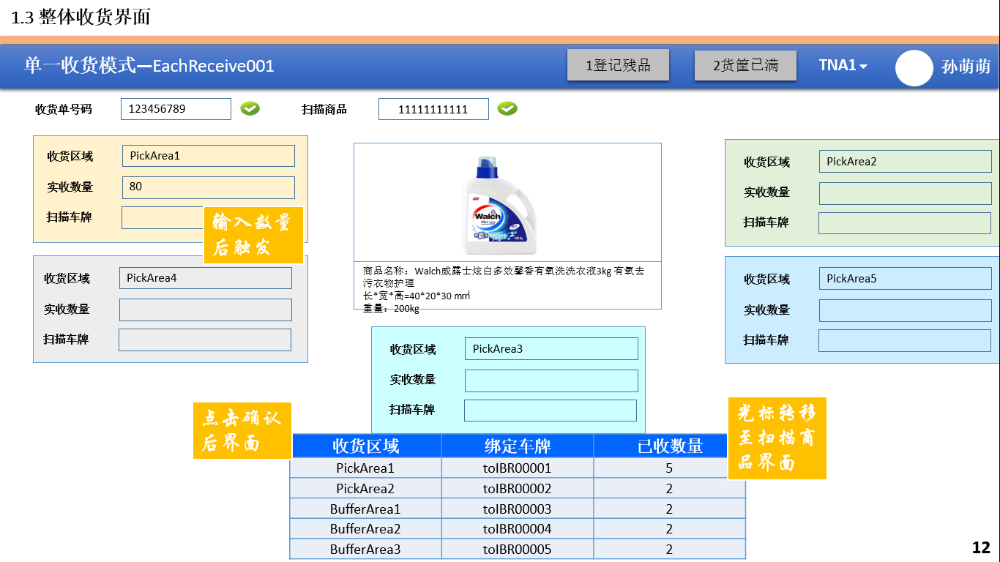 1.3 整体收货界面
单一收货模式—EachReceive001
1登记残品
2货筐已满
TNA1
孙萌萌
收货单号码
123456789
扫描商品
11111111111
收货区域
PickArea1
实收数量
80
扫描车牌
输入数量
后触发
收货区域
PickArea4
实收数量
扫描车牌
Walch
商品名称：Walch威露士炫白多效馨香有氧洗洗衣液3kg 有氧去
污衣物护理
长*宽*高=40*20*30 m㎡
重量：200kg
收货区域
PickArea2
实收数量
扫描车牌
收货区域
PickArea5
实收数量
扫描车牌
收货区域
PickArea3
实收数量
扫描车牌
点击确认
后界面
光标转移
至扫描商
品界面
收货区域 绑定车牌 已收数量
PickArea1 toIBR00001 5
PickArea2 toIBR00002 2
BufferArea1 toIBR00003 2
BufferArea2 toIBR00004 2
BufferArea3 toIBR00005 2
12